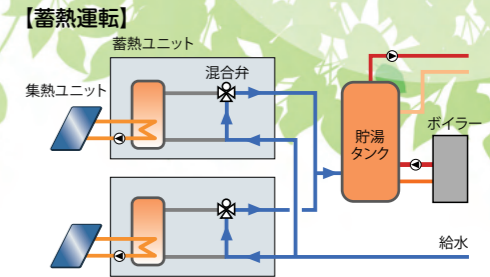 【蓄熱運転】
蓄熱ユニット
混合弁
集熱ユニット
ボイラー
貯湯
タンク
給水